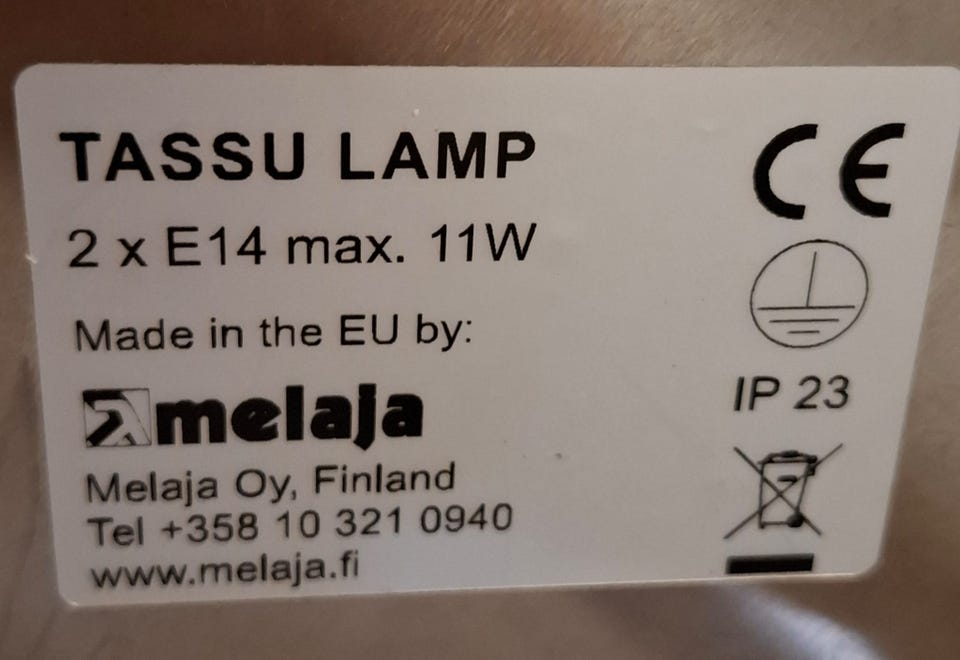 TASSU LAMP
2 x E14 max. 11W
Made in the EU by:
melaja
Melaja Oy, Finland
Tel +358 10 321 0940
www.melaja.fi
CE
IP 23